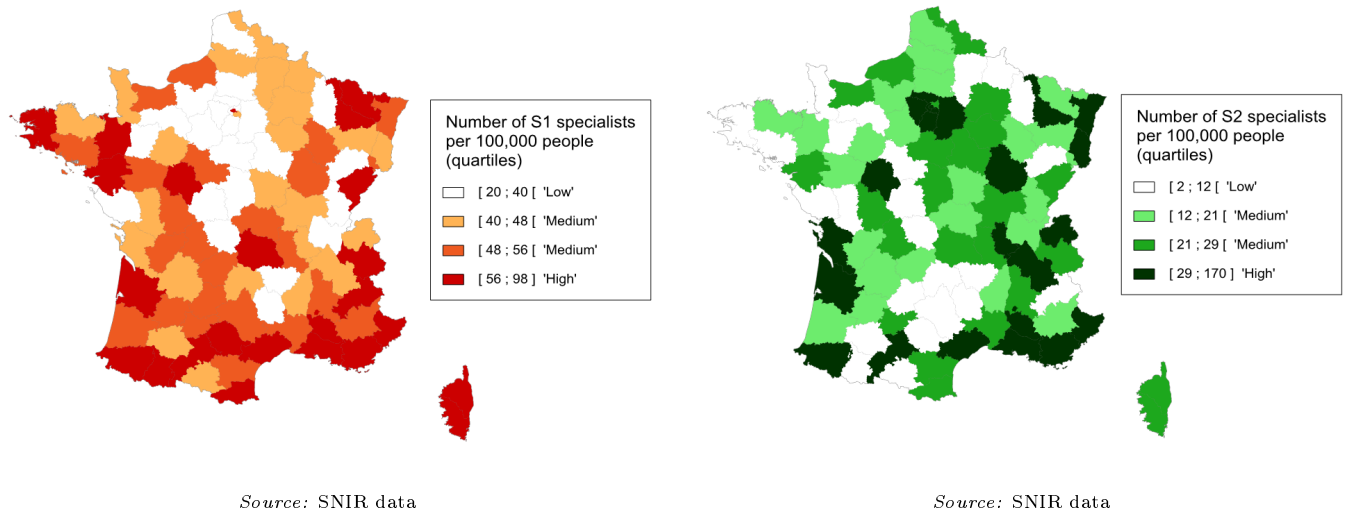 Number of S1 specialists
per 100,000 people
(quartiles)
[ 20 ; 40 [ 'Low'
[ 40 ; 48 [ 'Medium'
[ 48 ; 56 [ 'Medium'
[ 56 ; 98 [ 'High'
Source: SNIR data
Number of S2 specialists
per 100,000 people
(quartiles)
[ 2 ; 12 [ 'Low'
[ 12 ; 21 [ 'Medium'
[ 21 ; 29 [ 'Medium'
[ 29 ; 170 ] 'High'
Source: SNIR data